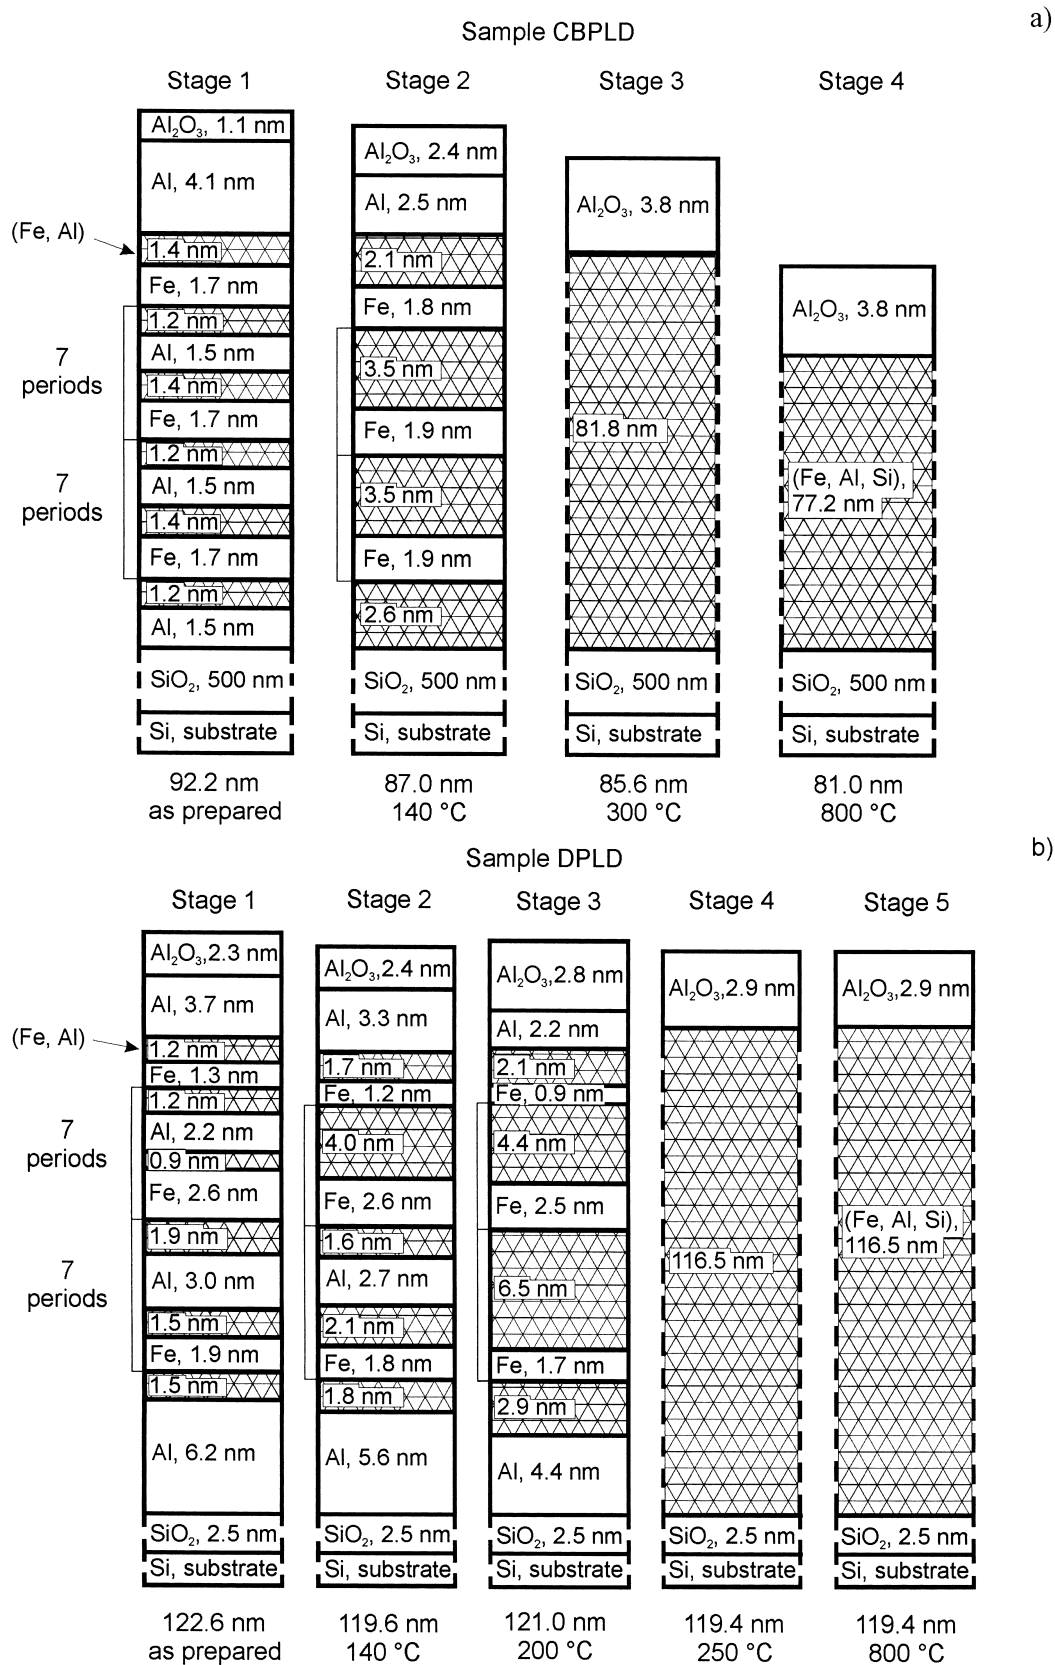 a)
Sample CBPLD
Stage 1
Stage 2
Stage 3
Stage 4
Al₂O₃, 1.1 nm
Al, 4.1 nm
(Fe, Al)
1.4 nm
Fe, 1.7 nm
1.2 nm
Al, 1.5 nm
1.4 nm
Fe, 1.7 nm
1.2 nm
Al, 1.5 nm
1.4 nm
Fe, 1.7 nm
1.2 nm
Al, 1.5 nm
SiO₂, 500 nm
Si, substrate
92.2 nm
as prepared
7
periods
7
periods
Al₂O₃, 2.4 nm
Al, 2.5 nm
2.1 nm
Fe, 1.8 nm
3.5 nm
Fe, 1.9 nm
3.5 nm
Fe, 1.9 nm
2.6 nm
SiO₂, 500 nm
Si, substrate
87.0 nm
140 °C
Al₂O₃, 3.8 nm
81.8 nm
SiO₂, 500 nm
Si, substrate
85.6 nm
300 °C
Al₂O₃, 3.8 nm
(Fe, Al, Si),
77.2 nm
SiO₂, 500 nm
Si, substrate
81.0 nm
800 °C
b)
Sample DPLD
Stage 1
Stage 2
Stage 3
Stage 4
Stage 5
Al₂O₃,2.3 nm
Al, 3.7 nm
(Fe, Al)
1.2 nm
Fe, 1.3 nm
1.2 nm
Al, 2.2 nm
0.9 nm
Fe, 2.6 nm
1.9 nm
Al, 3.0 nm
1.5 nm
Fe, 1.9 nm
1.5 nm
Al, 6.2 nm
SiO₂, 2.5 nm
Si, substrate
122.6 nm
as prepared
7
periods
7
periods
Al₂O₃,2.4 nm
Al, 3.3 nm
1.7 nm
Fe, 1.2 nm
4.0 nm
Fe, 2.6 nm
1.6 nm
Al, 2.7 nm
2.1 nm
Fe, 1.8 nm
1.8 nm
Al, 5.6 nm
SiO₂, 2.5 nm
Si, substrate
119.6 nm
140 °C
Al₂O₃,2.8 nm
Al, 2.2 nm
2.1 nm
Fe, 0.9 nm
4.4 nm
Fe, 2.5 nm
6.5 nm
Fe, 1.7 nm
2.9 nm
Al, 4.4 nm
SiO₂, 2.5 nm
Si, substrate
121.0 nm
200 °C
Al₂O₃,2.9 nm
116.5 nm
SiO₂, 2.5 nm
Si, substrate
119.4 nm
250 °C
Al₂O₃,2.9 nm
(Fe, Al, Si),
116.5 nm
SiO₂, 2.5 nm
Si, substrate
119.4 nm
800 °C